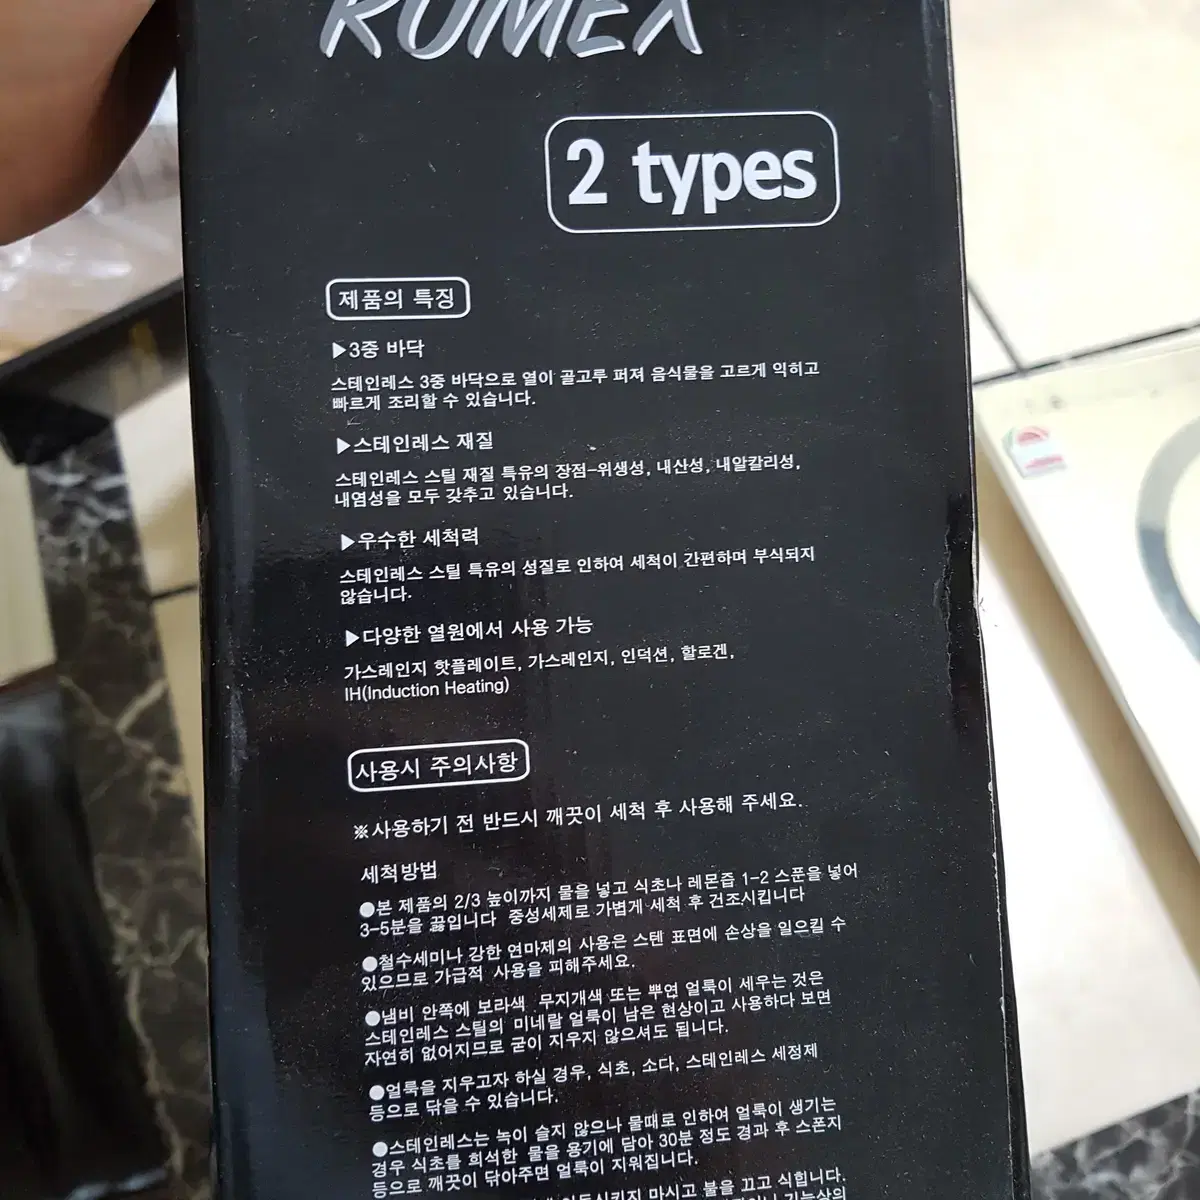 ROMEX
2 types
제품의 특징
▶3중 바닥
스테인레스 3중 바닥으로 열이 골고루 퍼져 음식물을 고르게 익히고
빠르게 조리할 수 있습니다.
▶스테인레스 재질
스테인레스 스틸 재질 특유의 장점-위생성, 내산성, 내알칼리성,
내염성을 모두 갖추고 있습니다.
▶우수한 세척력
스테인레스 스틸 특유의 성질로 인하여 세척이 간편하며 부식되지
않습니다.
▶다양한 열원에서 사용 가능
가스레인지 핫플레이트, 가스레인지, 인덕션, 할로겐,
IH(Induction Heating)
사용시 주의사항
※사용하기 전 반드시 깨끗이 세척 후 사용해 주세요.
세척방법
●본 제품의 2/3 높이까지 물을 넣고 식초나 레몬즙 1-2 스푼을 넣어
3-5분을 끓입니다 중성세제로 가볍게 세척 후 건조시킵니다
●철수세미나 강한 연마제의 사용은 스텐 표면에 손상을 일으킬 수
있으므로 가급적 사용을 피해주세요.
●냄비 안쪽에 보라색 무지개색 또는 뿌연 얼룩이 세우는 것은
스테인레스 스틸의 미네랄 얼룩이 남은 현상이고 사용하다 보면
자연히 없어지므로 굳이 지우지 않으셔도 됩니다.
●얼룩을 지우고자 하실 경우, 식초, 소다, 스테인레스 세정제
등으로 닦을 수 있습니다.
●스테인레스는 녹이 슬지 않으나 물때로 인하여 얼룩이 생기는
경우 식초를 희석한 물을 용기에 담아 30분 정도 경과 후 스폰지
등으로 깨끗이 닦아주면 얼룩이 지워집니다.
마시고 불을 끄고 식힙니다.